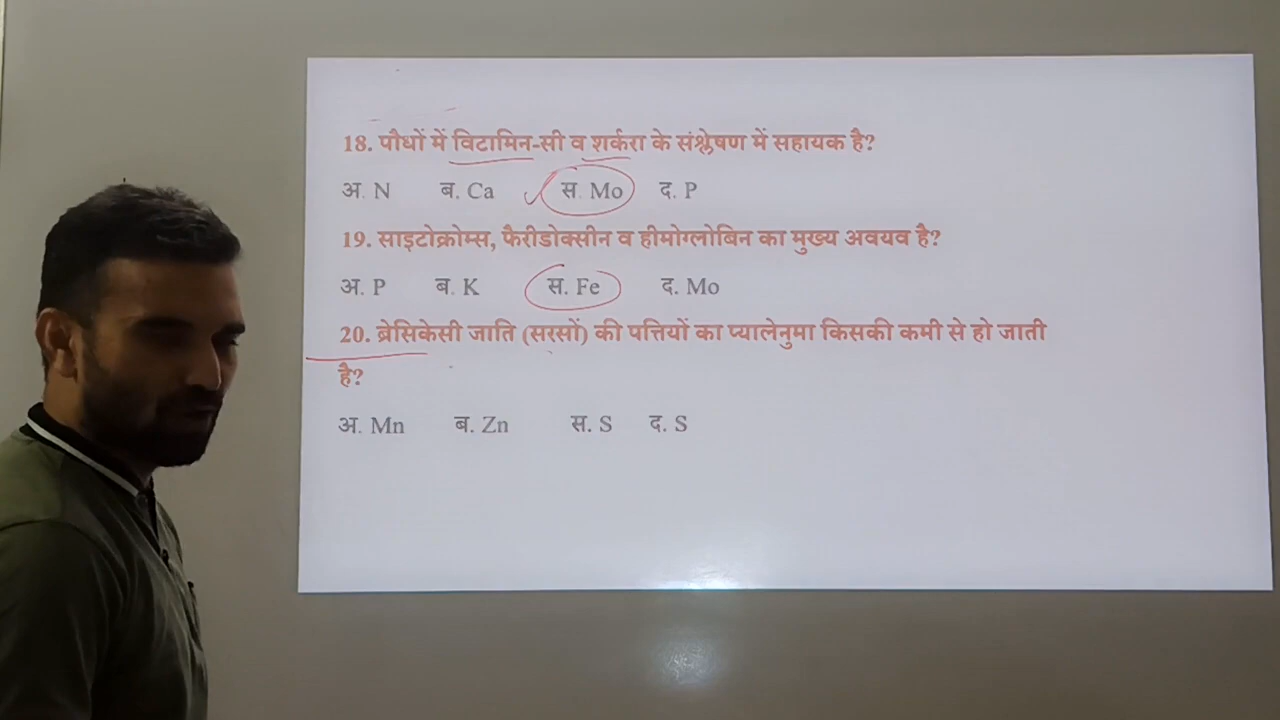 18. पौधों में विटामिन-सी व शर्करा के संश्लेषण में सहायक है?
अ. N ब. Ca स. Mo द. P
19. साइटोक्रोम्स, फैरीडोक्सीन व हीमोग्लोबिन का मुख्य अवयव है?
अ. P ब. K स. Fe द. Mo
20. ब्रेसिकेसी जाति (सरसों) की पत्तियों का प्यालेनुमा किसकी कमी से हो जाती
है?
अ. Mn ब. Zn स. S द. S